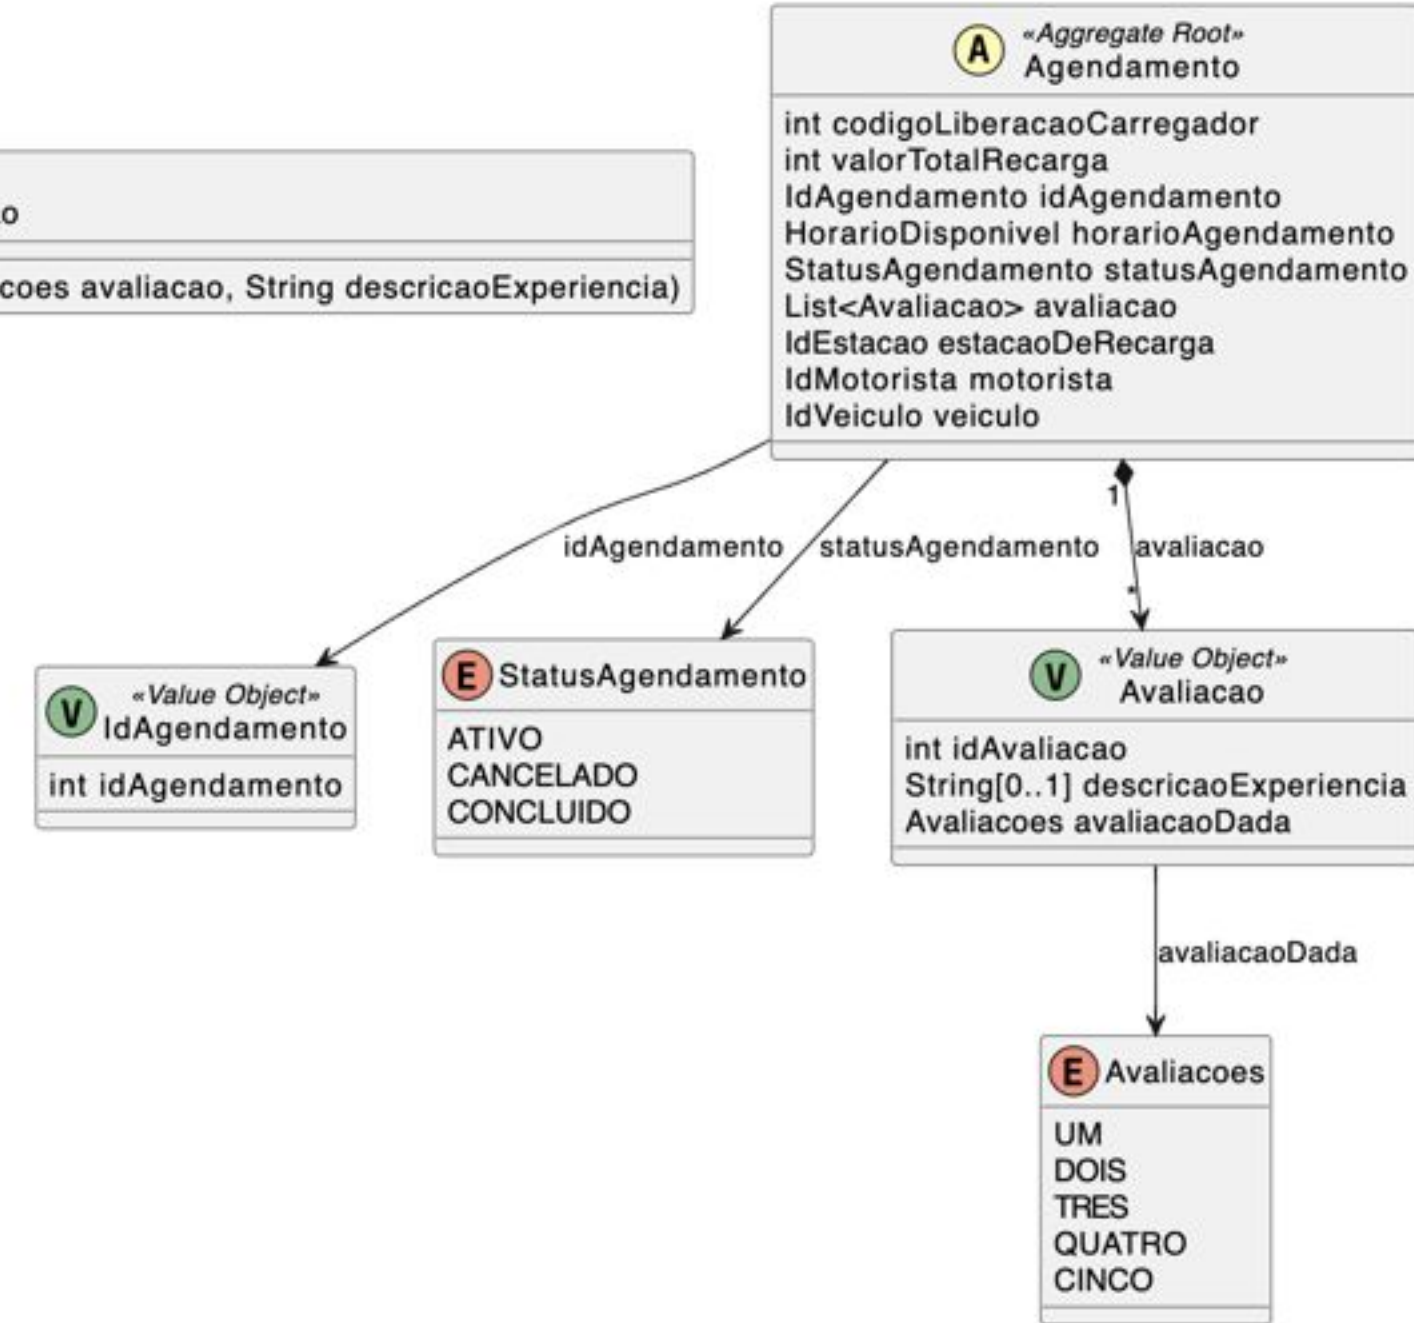 A «Aggregate Root»
Agendamento
int codigoLiberacaoCarregador
int valorTotalRecarga
IdAgendamento idAgendamento
HorarioDisponivel horarioAgendamento
StatusAgendamento statusAgendamento
List<Avaliacao> avaliacao
IdEstacao estacaoDeRecarga
IdMotorista motorista
IdVeiculo veiculo
o
coes avaliacao, String descricaoExperiencia)
1
idAgendamento
statusAgendamento
avaliacao
*
V «Value Object»
IdAgendamento
int idAgendamento
E StatusAgendamento
ATIVO
CANCELADO
CONCLUIDO
V «Value Object»
Avaliacao
int idAvaliacao
String[0..1] descricaoExperiencia
Avaliacoes avaliacaoDada
avaliacaoDada
E Avaliacoes
UM
DOIS
TRES
QUATRO
CINCO